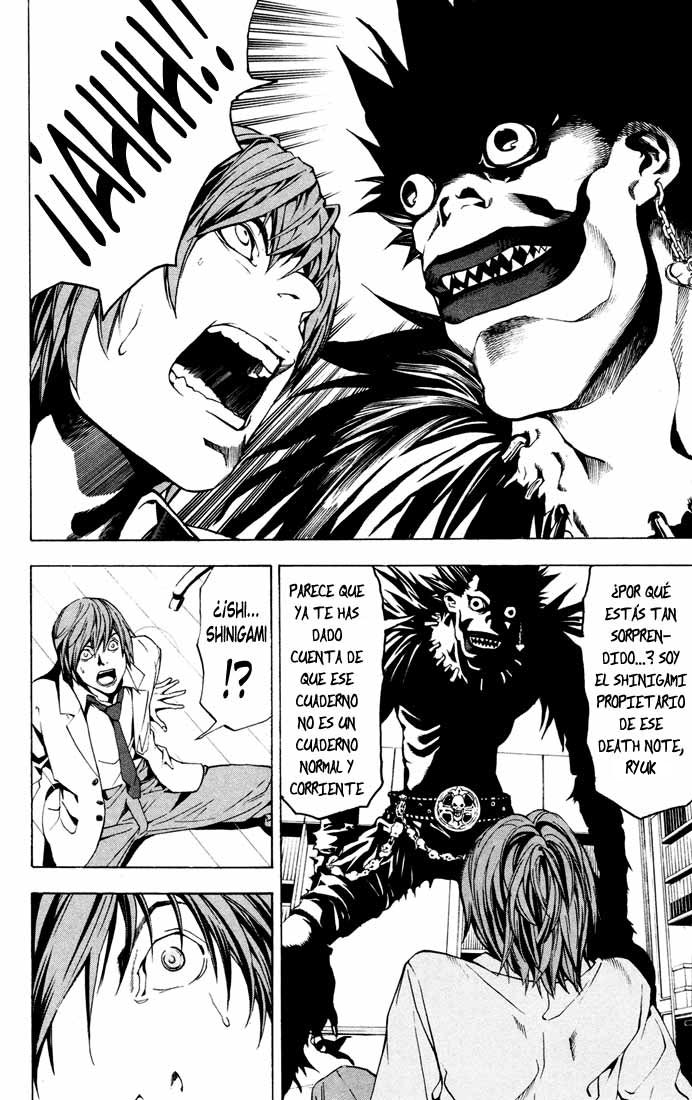 ¡¡AHHH!!
¿POR QUÉ
ESTÁS TAN
SORPREN-
DIDO...? SOY
EL SHINIGAMI
PROPIETARIO
DE ESE
DEATH NOTE,
RYUK
PARECE QUE
YA TE HAS
DADO
CUENTA DE
QUE ESE
CUADERNO
NO ES UN
CUADERNO
NORMAL Y
CORRIENTE
¿¡SHI...
SHINIGAMI
!?